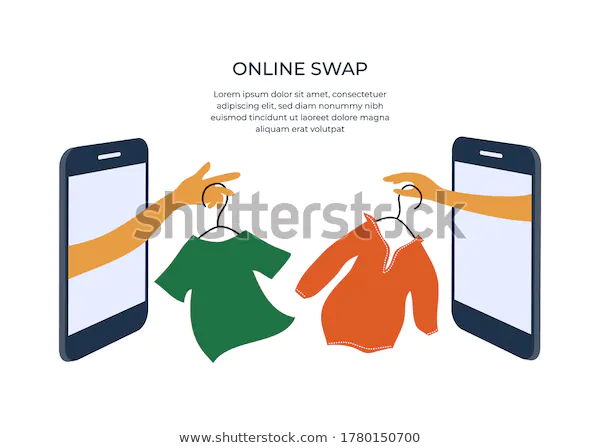 ONLINE SWAP
Lorem ipsum dolor sit amet, consectetuer
adipiscing elit, sed diam nonummy nibh
euismod tincidunt ut laoreet dolore magna
aliquam erat volutpat
shutterstock
www.shutterstock.com · 1780150700